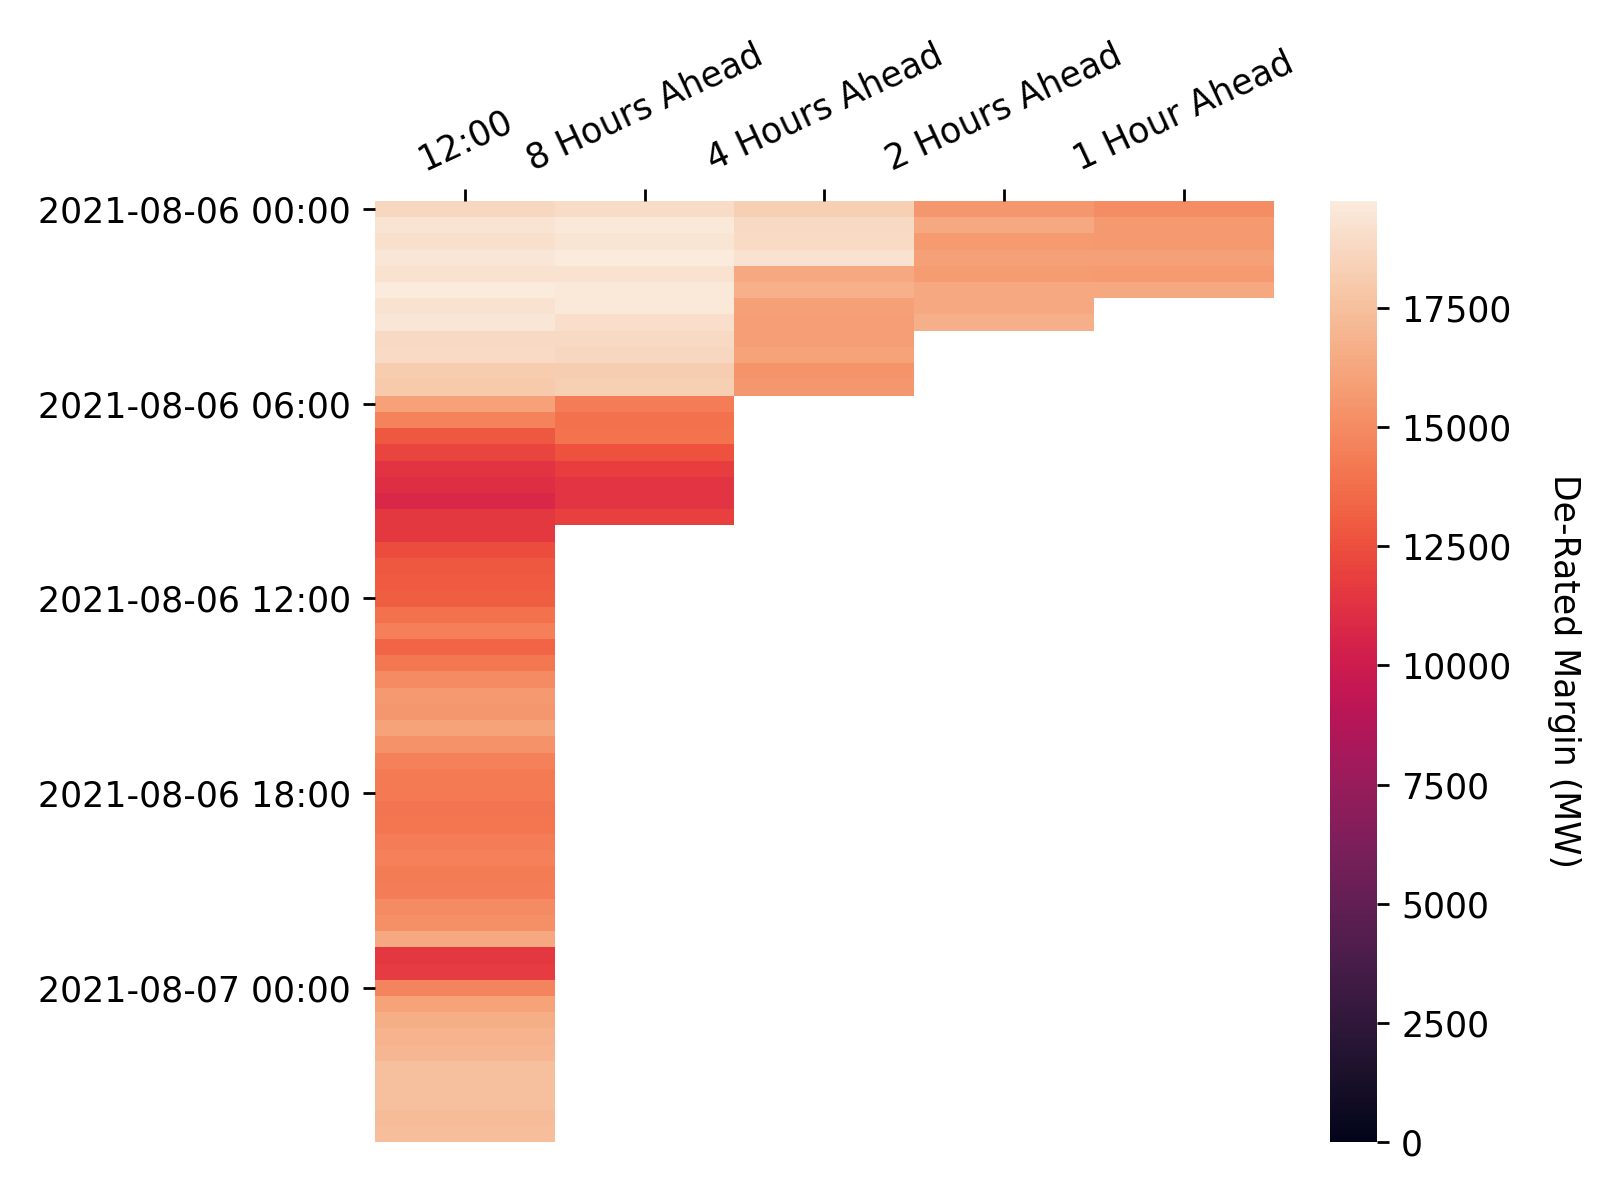 12:00
8 Hours Ahead
4 Hours Ahead
2 Hours Ahead
1 Hour Ahead
2021-08-06 00:00
2021-08-06 06:00
2021-08-06 12:00
2021-08-06 18:00
2021-08-07 00:00
17500
15000
12500
10000
7500
5000
2500
0
De-Rated Margin (MW)